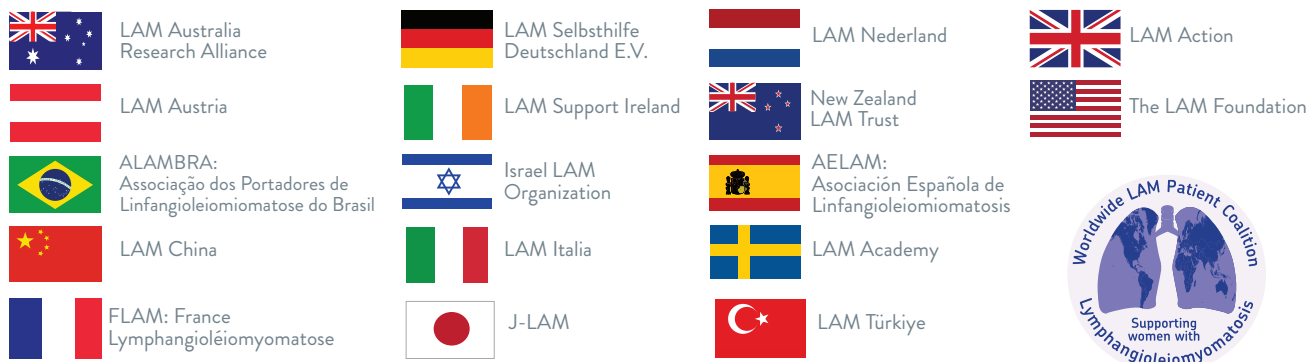 LAM Australia
Research Alliance
LAM Austria
ALAMBRA:
Associação dos Portadores de
Linfangioleiomiomatose do Brasil
LAM China
FLAM: France
Lymphangioléiomyomatose
LAM Selbsthilfe
Deutschland E.V.
LAM Support Ireland
Israel LAM
Organization
LAM Italia
J-LAM
LAM Nederland
New Zealand
LAM Trust
AELAM:
Asociación Española de
Linfangioleiomiomatosis
LAM Academy
LAM Türkiye
LAM Action
The LAM Foundation
Worldwide LAM Patient Coalition
Supporting
women with
Lymphangioleiomyomatosis